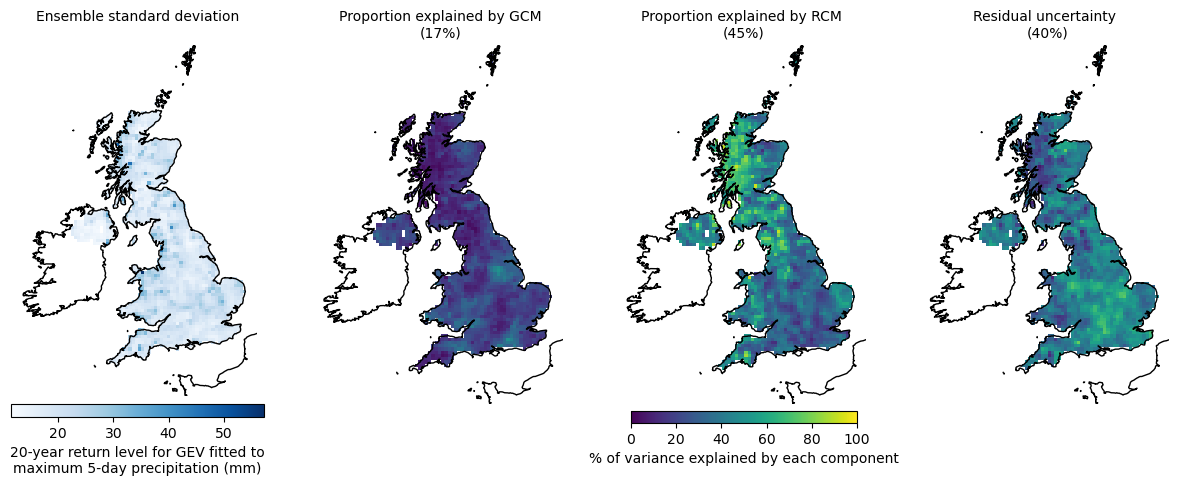 Ensemble standard deviation
Proportion explained by GCM
(17%)
Proportion explained by RCM
(45%)
Residual uncertainty
(40%)
20 30 40 50
20-year return level for GEV fitted to
maximum 5-day precipitation (mm)
0 20 40 60 80 100
% of variance explained by each component